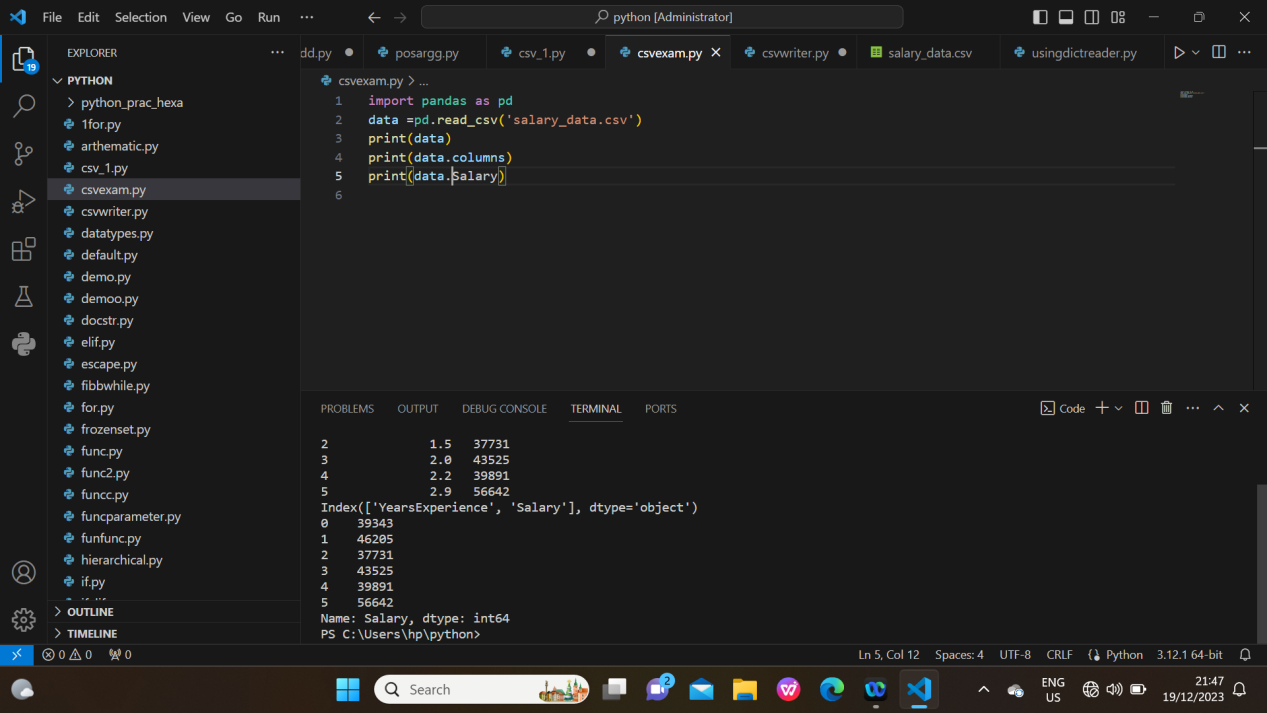 File Edit Selection View Go Run ··· python [Administrator]
EXPLORER ···
dd.py posargg.py csv_1.py csvexam.py csvwriter.py salary_data.csv usingdictreader.py
19
PYTHON
python_prac_hexa
1for.py
arthematic.py
csv_1.py
csvexam.py
csvwriter.py
datatypes.py
default.py
demo.py
demoo.py
docstr.py
elif.py
escape.py
fibbwhile.py
for.py
frozenset.py
func.py
func2.py
funcc.py
funcparameter.py
funfunc.py
hierarchical.py
if.py
OUTLINE
TIMELINE
csvexam.py > ...
1 import pandas as pd
2 data =pd.read_csv('salary_data.csv')
3 print(data)
4 print(data.columns)
5 print(data.Salary)
6
PROBLEMS OUTPUT DEBUG CONSOLE TERMINAL PORTS Code
2 1.5 37731
3 2.0 43525
4 2.2 39891
5 2.9 56642
Index(['YearsExperience', 'Salary'], dtype='object')
0 39343
1 46205
2 37731
3 43525
4 39891
5 56642
Name: Salary, dtype: int64
PS C:\Users\hp\python>
0 0 0 Ln 5, Col 12 Spaces: 4 UTF-8 CRLF Python 3.12.1 64-bit
Search 2 ENG 21:47
US 19/12/2023